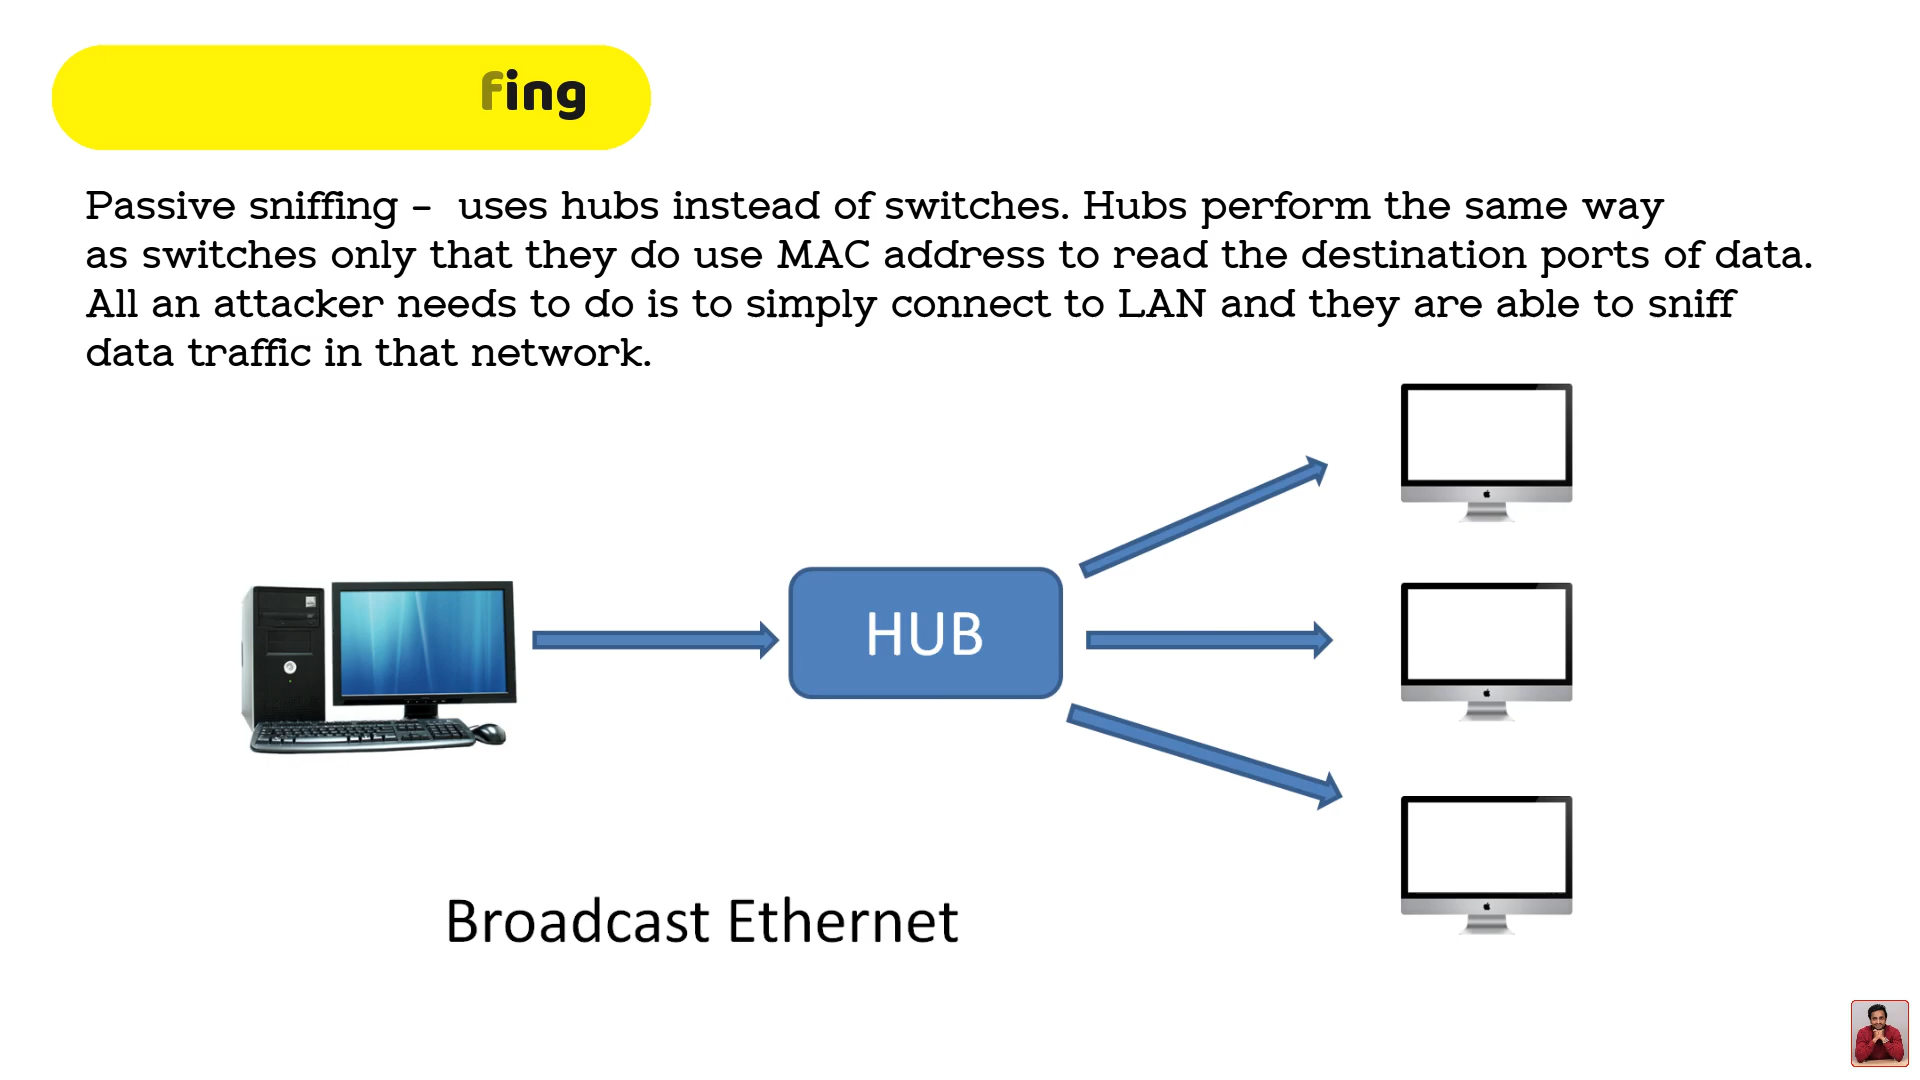 fing
Passive sniffing - uses hubs instead of switches. Hubs perform the same way
as switches only that they do use MAC address to read the destination ports of data.
All an attacker needs to do is to simply connect to LAN and they are able to sniff
data traffic in that network.
HUB
Broadcast Ethernet